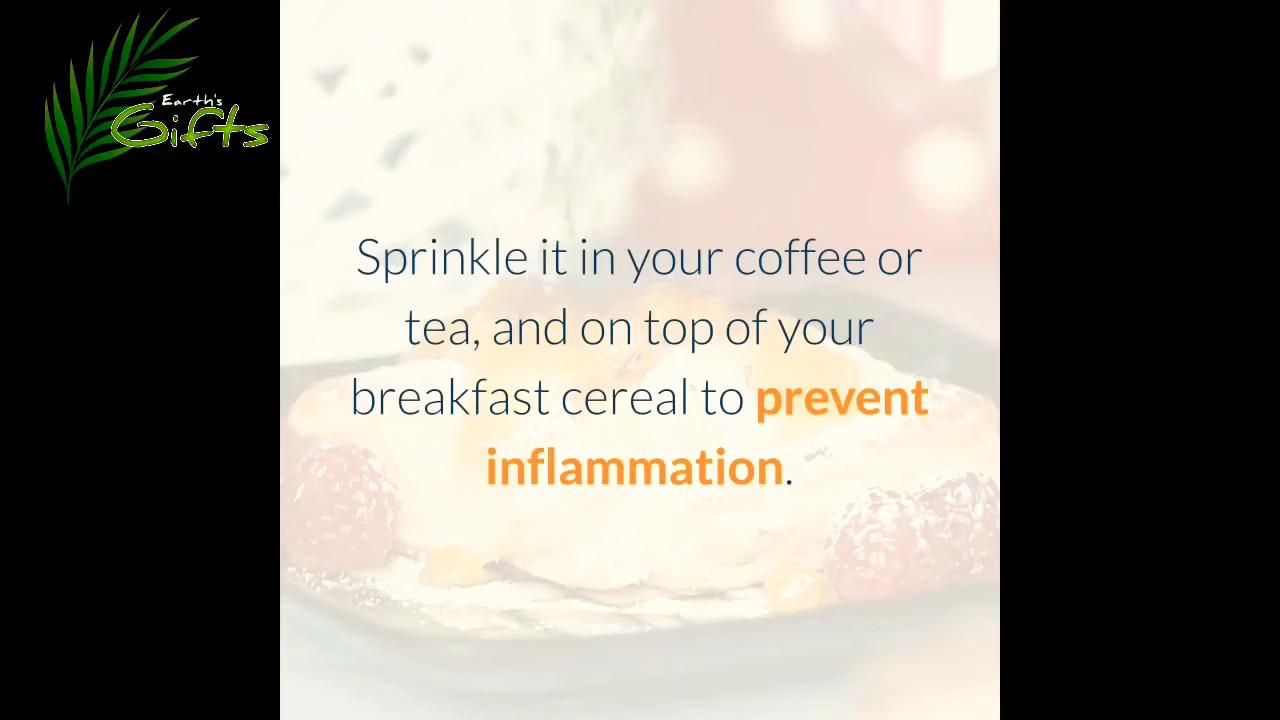 Earth's
Gifts
Sprinkle it in your coffee or
tea, and on top of your
breakfast cereal to prevent
inflammation.